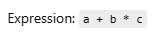 Expression: a + b * c